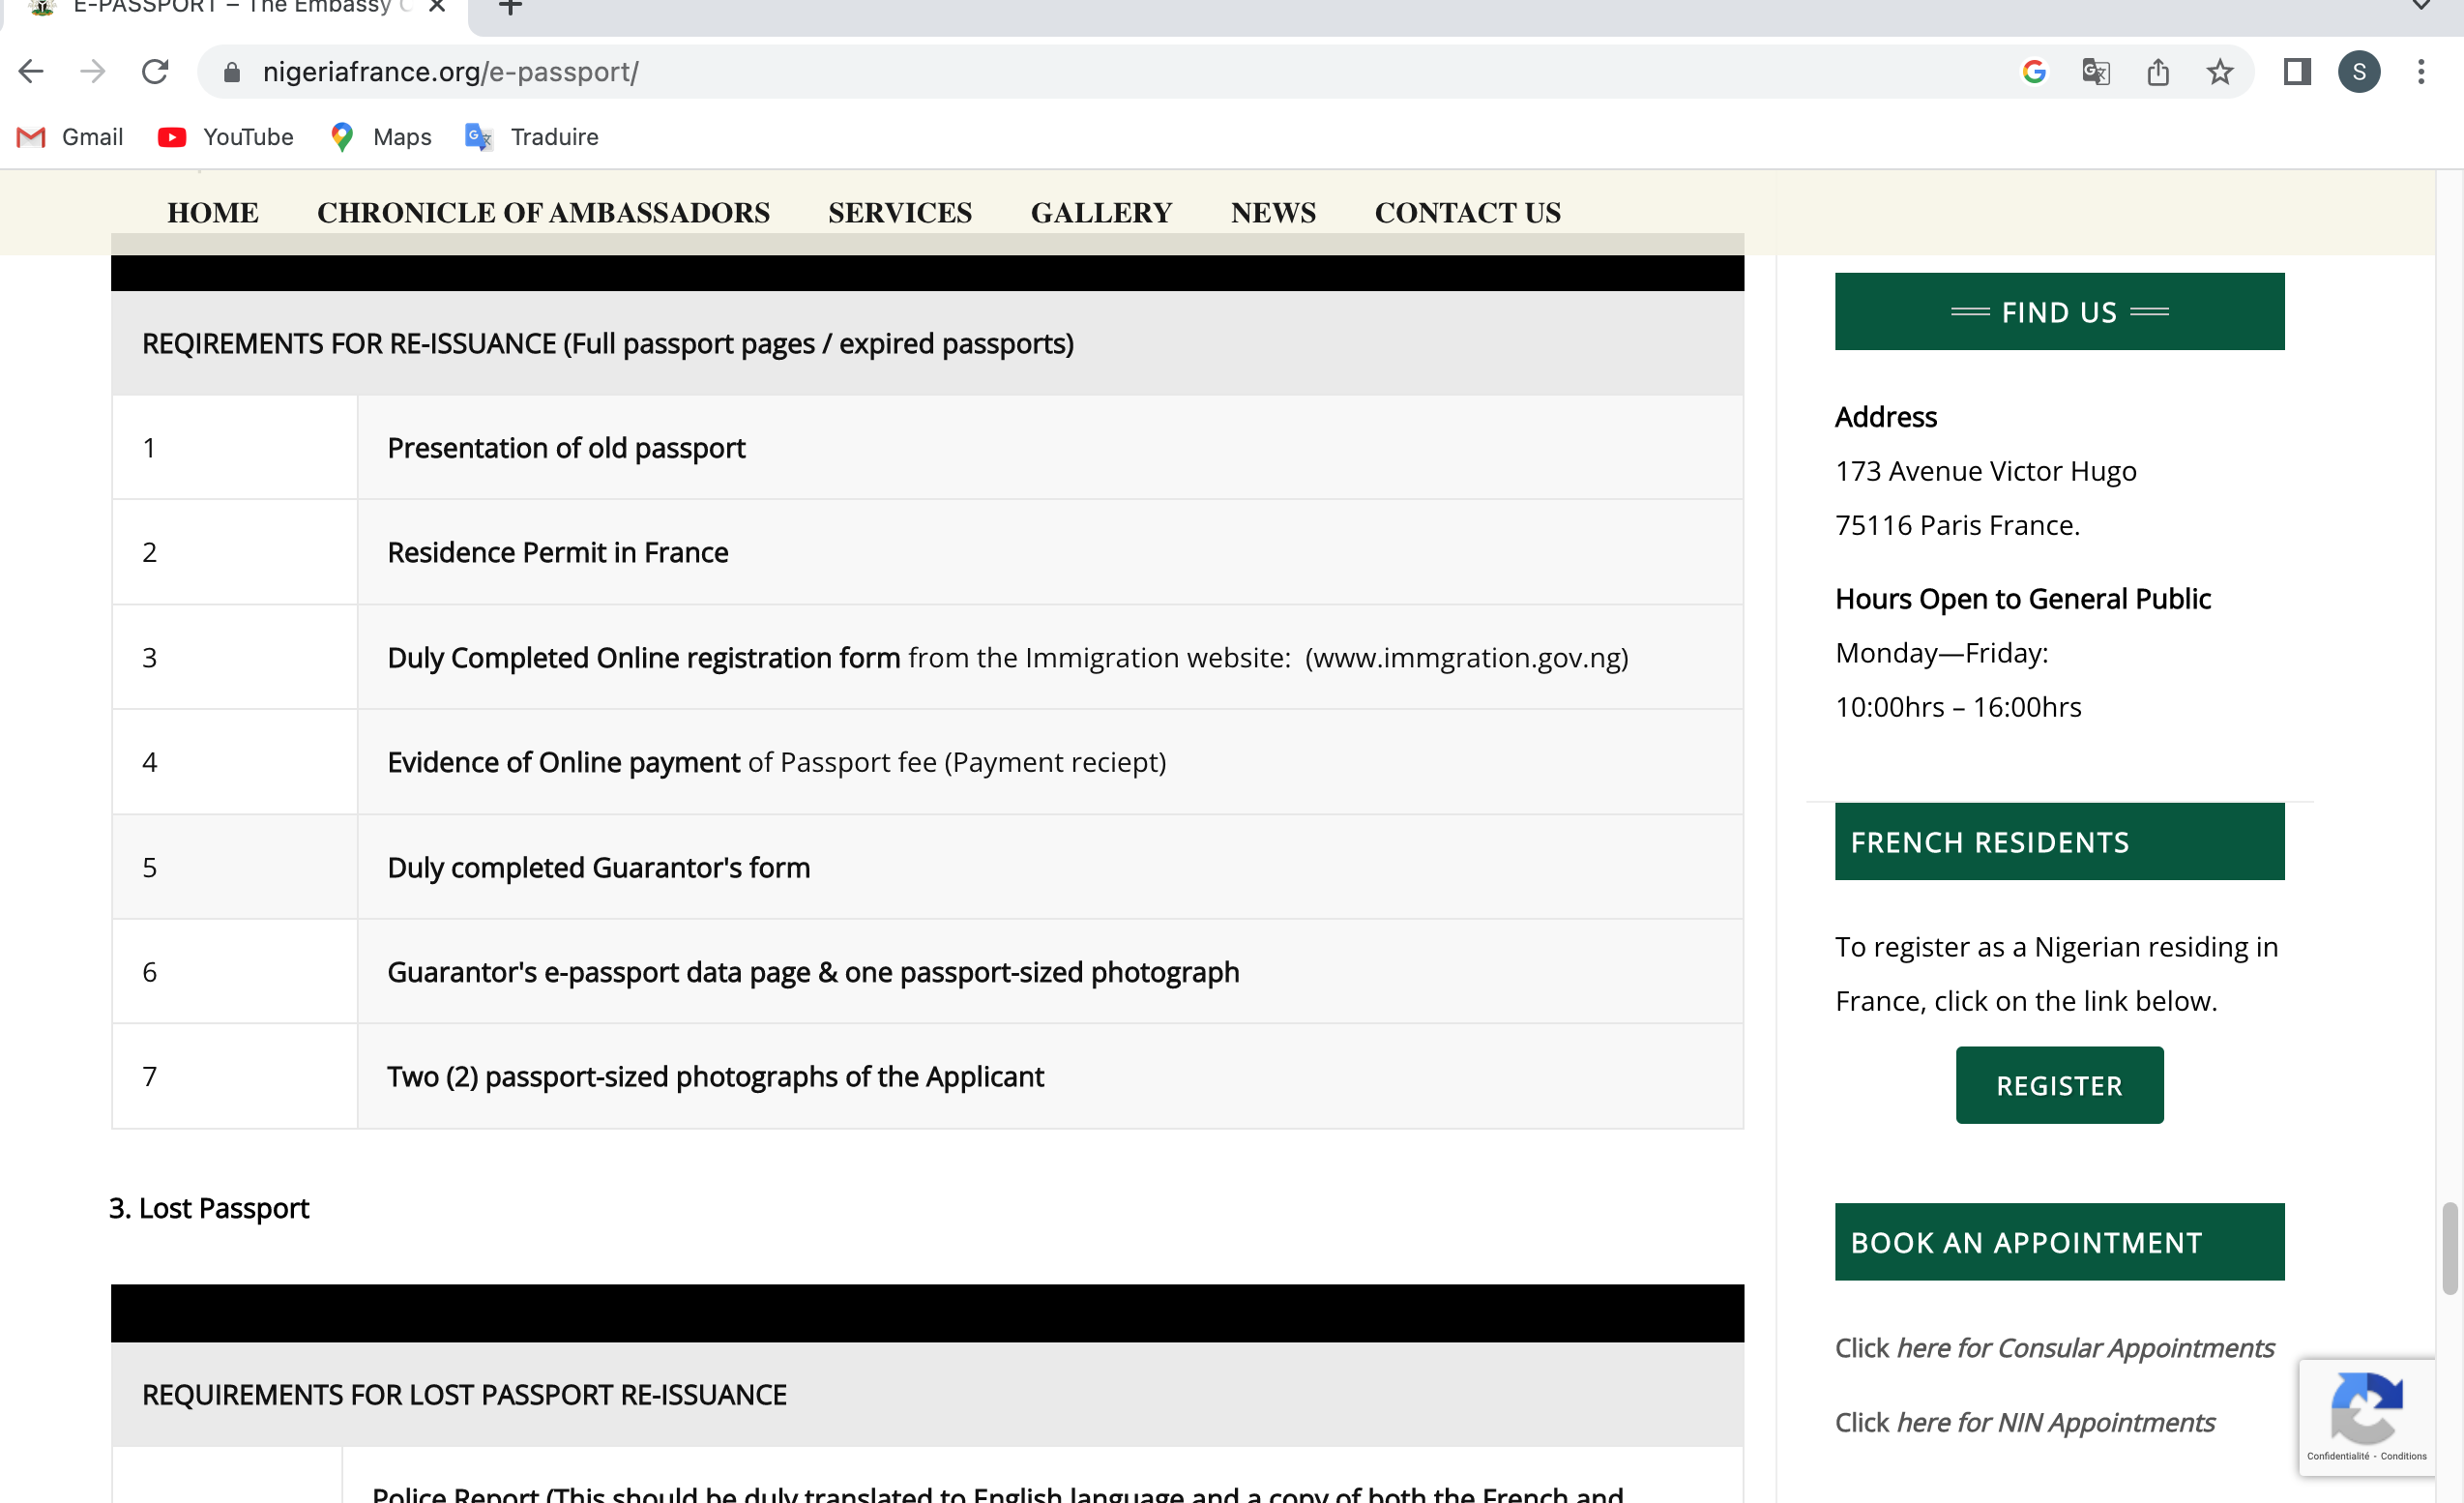 E-PASSPORT – The Embassy
nigeriafrance.org/e-passport/
S
Gmail
YouTube
Maps
Traduire
HOME
CHRONICLE OF AMBASSADORS
SERVICES
GALLERY
NEWS
CONTACT US
REQIREMENTS FOR RE-ISSUANCE (Full passport pages / expired passports)
1 Presentation of old passport
2 Residence Permit in France
3 Duly Completed Online registration form from the Immigration website: (www.immgration.gov.ng)
4 Evidence of Online payment of Passport fee (Payment reciept)
5 Duly completed Guarantor's form
6 Guarantor's e-passport data page & one passport-sized photograph
7 Two (2) passport-sized photographs of the Applicant
3. Lost Passport
REQUIREMENTS FOR LOST PASSPORT RE-ISSUANCE
Police Report (This should be duly translated to English language and a copy of both the French and
FIND US
Address
173 Avenue Victor Hugo
75116 Paris France.
Hours Open to General Public
Monday—Friday:
10:00hrs – 16:00hrs
FRENCH RESIDENTS
To register as a Nigerian residing in
France, click on the link below.
REGISTER
BOOK AN APPOINTMENT
Click here for Consular Appointments
Click here for NIN Appointments
Confidentialité - Conditions